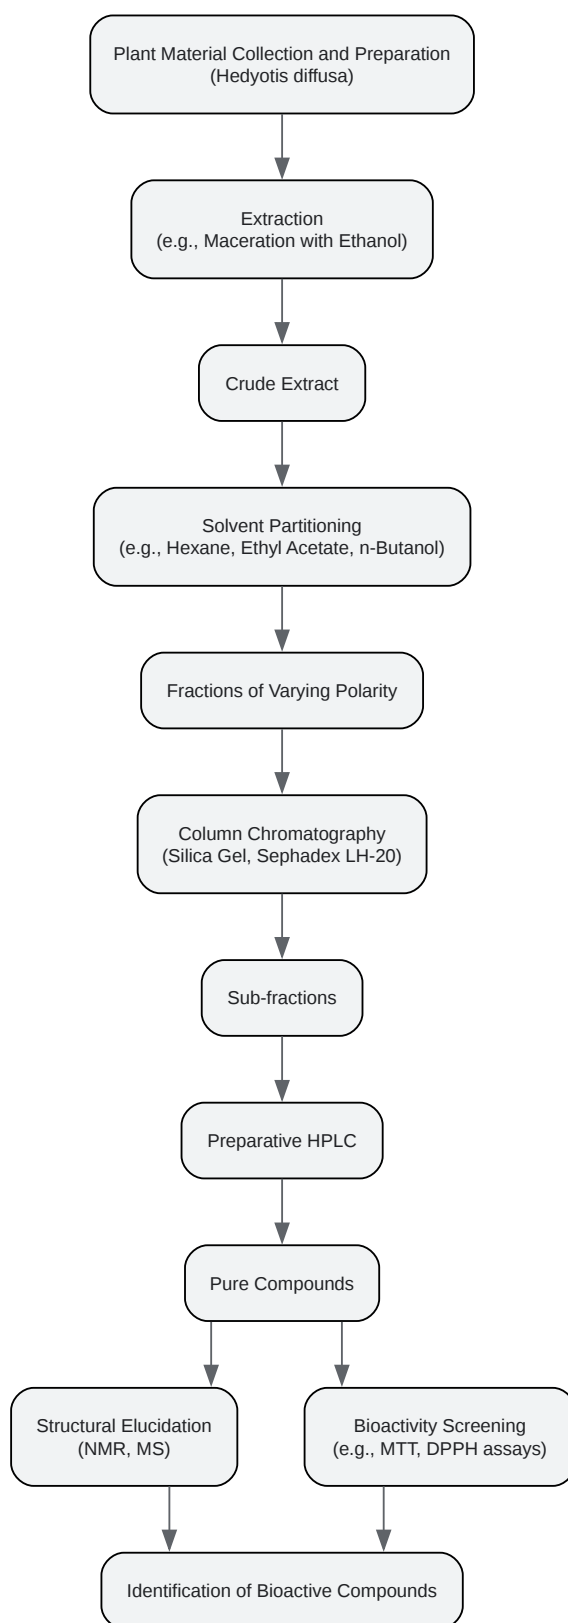 Plant Material Collection and Preparation
(Hedyotis diffusa)
Extraction
(e.g., Maceration with Ethanol)
Crude Extract
Solvent Partitioning
(e.g., Hexane, Ethyl Acetate, n-Butanol)
Fractions of Varying Polarity
Column Chromatography
(Silica Gel, Sephadex LH-20)
Sub-fractions
Preparative HPLC
Pure Compounds
Structural Elucidation
(NMR, MS)
Bioactivity Screening
(e.g., MTT, DPPH assays)
Identification of Bioactive Compounds